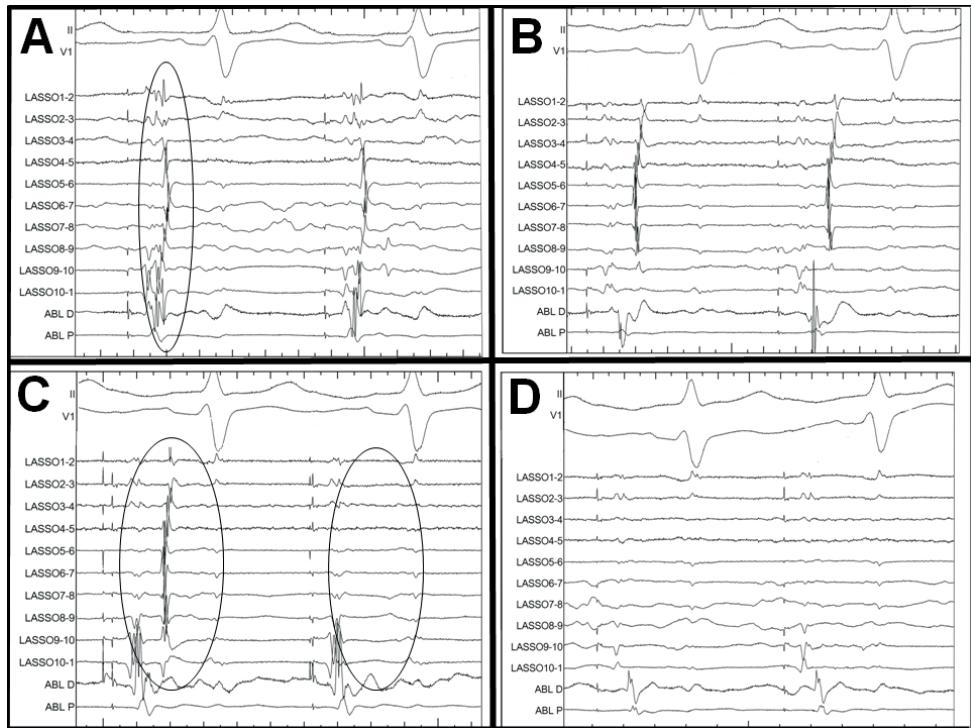 A
II
V1
LASSO1-2
LASSO2-3
LASSO3-4
LASSO4-5
LASSO5-6
LASSO6-7
LASSO7-8
LASSO8-9
LASSO9-10
LASSO10-1
ABL D
ABL P
B
II
V1
LASSO1-2
LASSO2-3
LASSO3-4
LASSO4-5
LASSO5-6
LASSO6-7
LASSO7-8
LASSO8-9
LASSO9-10
LASSO10-1
ABL D
ABL P
C
II
V1
LASSO1-2
LASSO2-3
LASSO3-4
LASSO4-5
LASSO5-6
LASSO6-7
LASSO7-8
LASSO8-9
LASSO9-10
LASSO10-1
ABL D
ABL P
D
II
V1
LASSO1-2
LASSO2-3
LASSO3-4
LASSO4-5
LASSO5-6
LASSO6-7
LASSO7-8
LASSO8-9
LASSO9-10
LASSO10-1
ABL D
ABL P